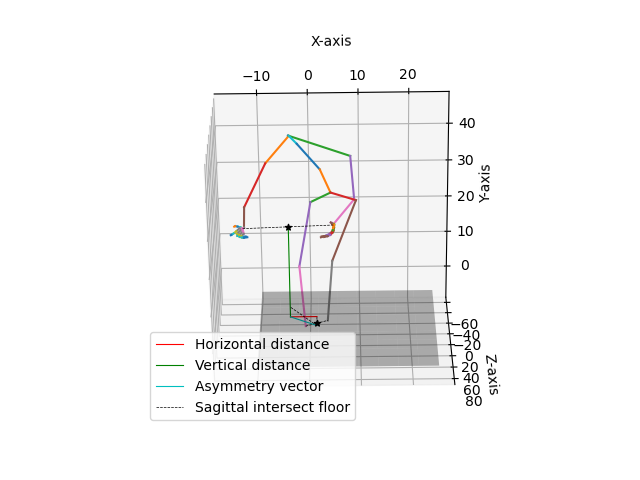 X-axis
−10 0 10 20
40
30
Y-axis
20
10
0
−60
−40
−20
0
20
40
60
80
Z-axis
Horizontal distance
Vertical distance
Asymmetry vector
Sagittal intersect floor